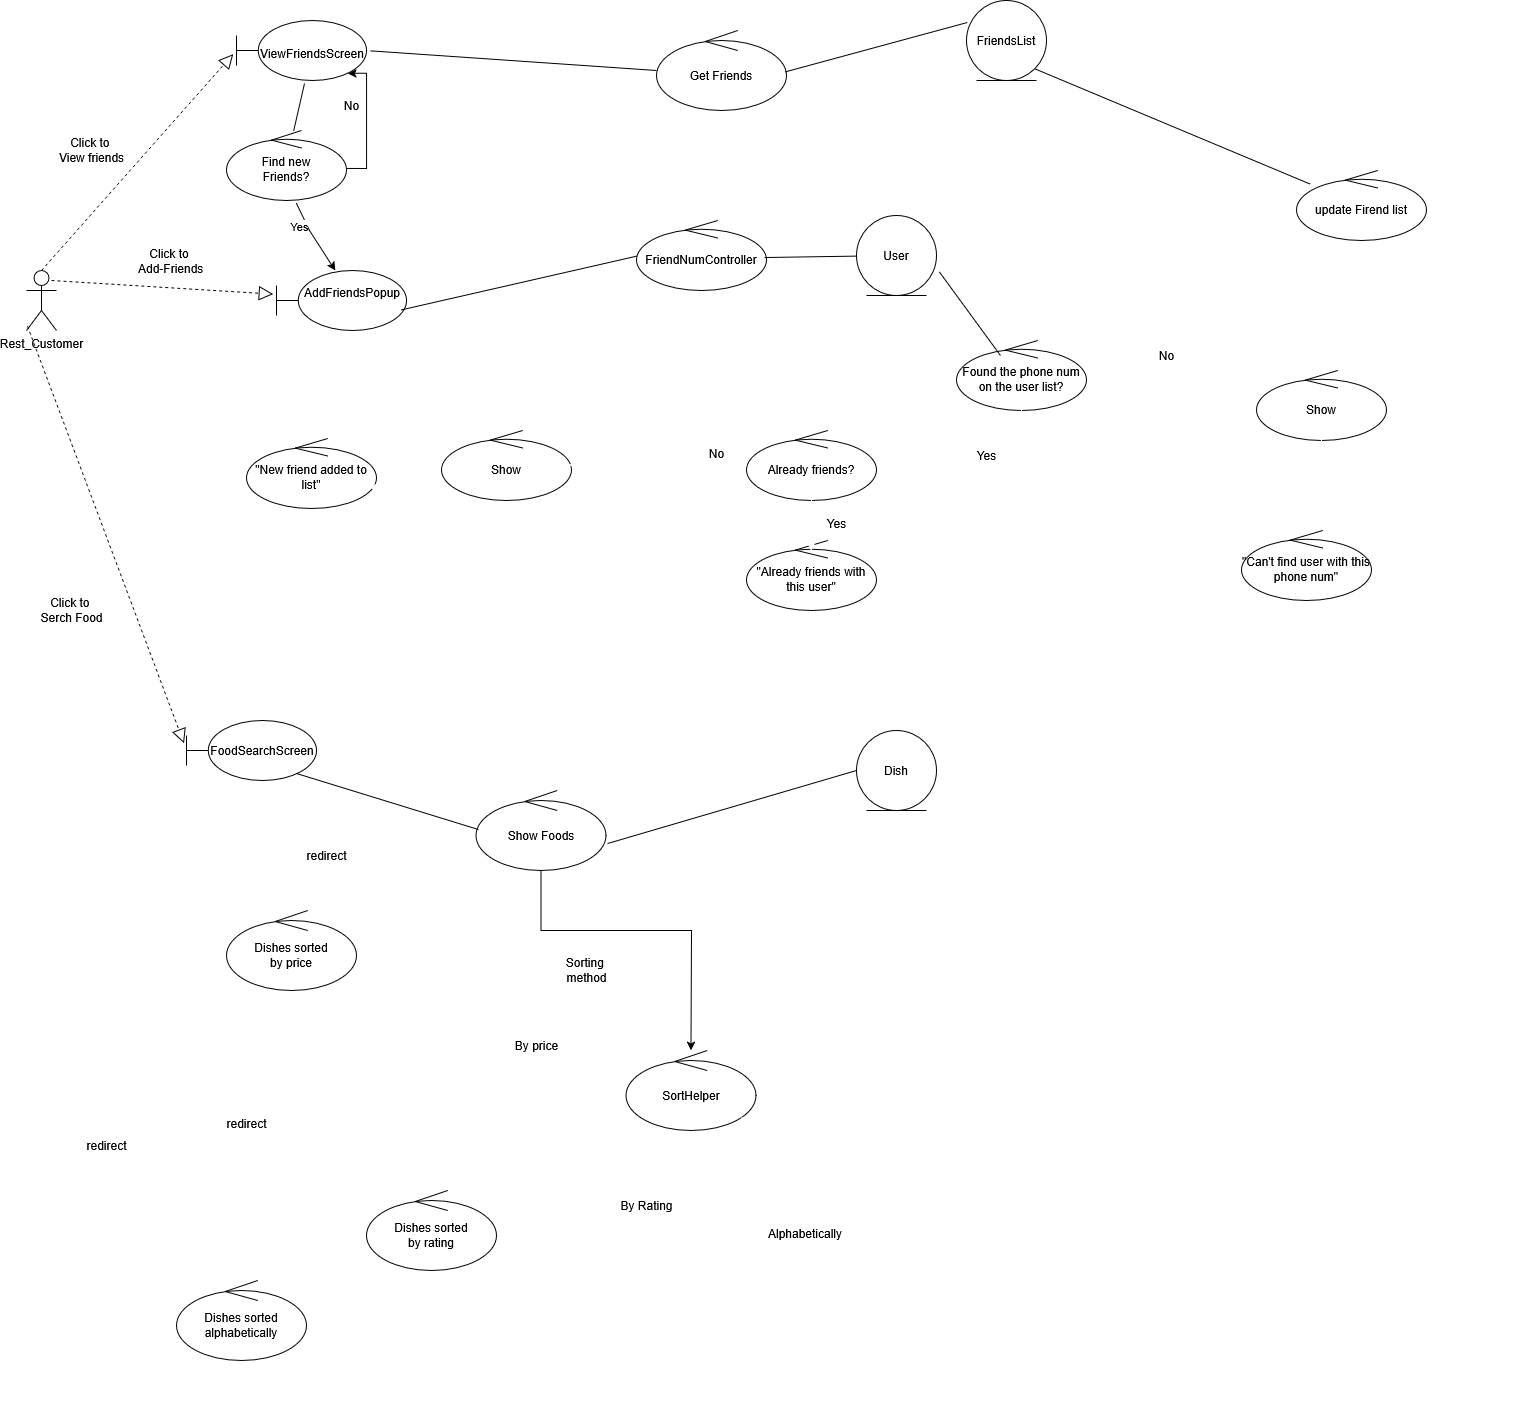 ViewFriendsScreen
Get Friends
FriendsList
No
Click to
View friends
Find new
Friends?
update Firend list
Yes
Click to
Add-Friends
FriendNumController
User
AddFriendsPopup
Rest_Customer
Found the phone num
on the user list?
No
Show
"New friend added to
list"
Show
No
Already friends?
Yes
Yes
"Already friends with
this user"
"Can't find user with this
phone num"
Click to
Serch Food
FoodSearchScreen
Dish
Show Foods
redirect
Dishes sorted
by price
Sorting
method
By price
SortHelper
redirect
redirect
By Rating
Dishes sorted
by rating
Alphabetically
Dishes sorted
alphabetically